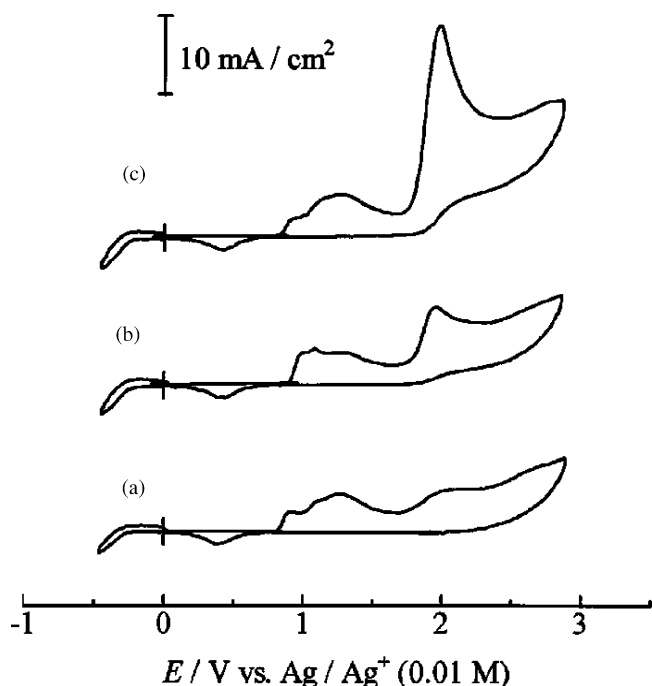 10 mA / cm²
(c)
(b)
(a)
-1 0 1 2 3
E / V vs. Ag / Ag⁺ (0.01 M)